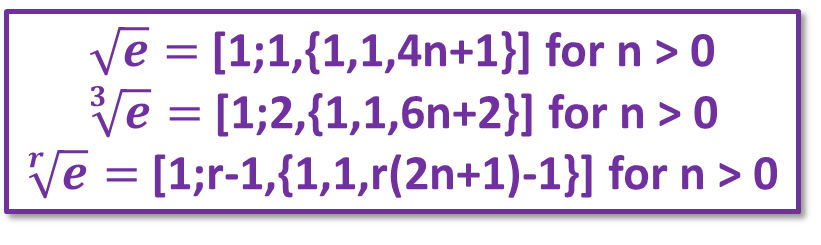 √e = [1;1,{1,1,4n+1}] for n > 0
∛e = [1;2,{1,1,6n+2}] for n > 0
ʳ√e = [1;r-1,{1,1,r(2n+1)-1}] for n > 0